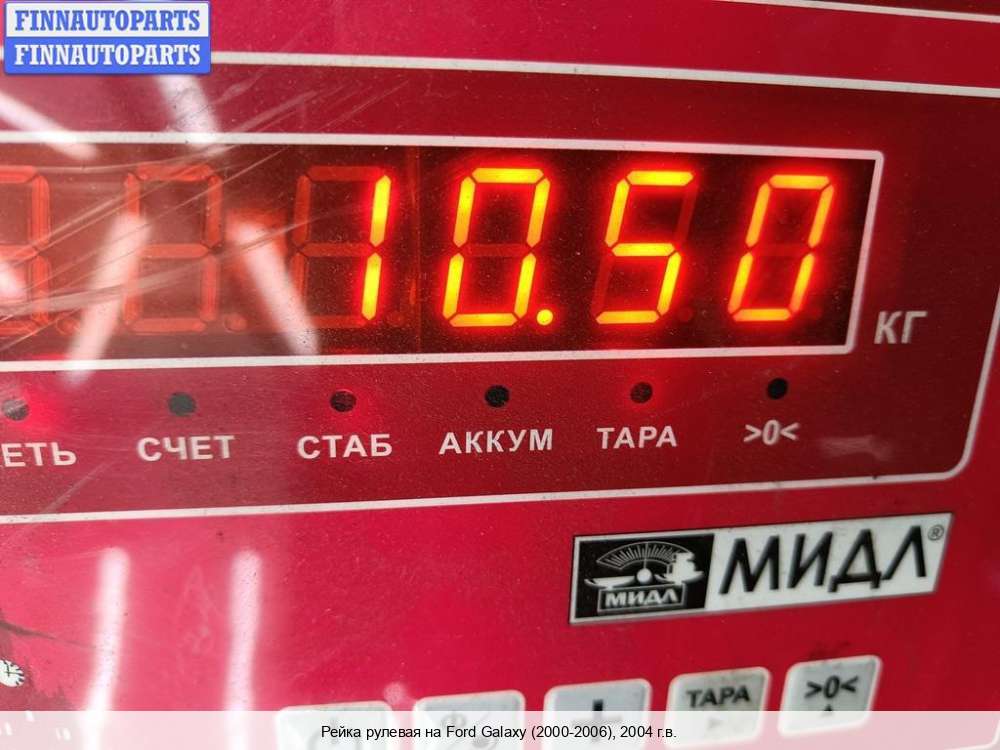 FINNAUTOPARTS
FINNAUTOPARTS
10.50
КГ
СЧЕТ СТАБ АККУМ ТАРА >0<
МИДЛ МИДЛ®
ТАРА >0<
Рейка рулевая на Ford Galaxy (2000-2006), 2004 г.в.